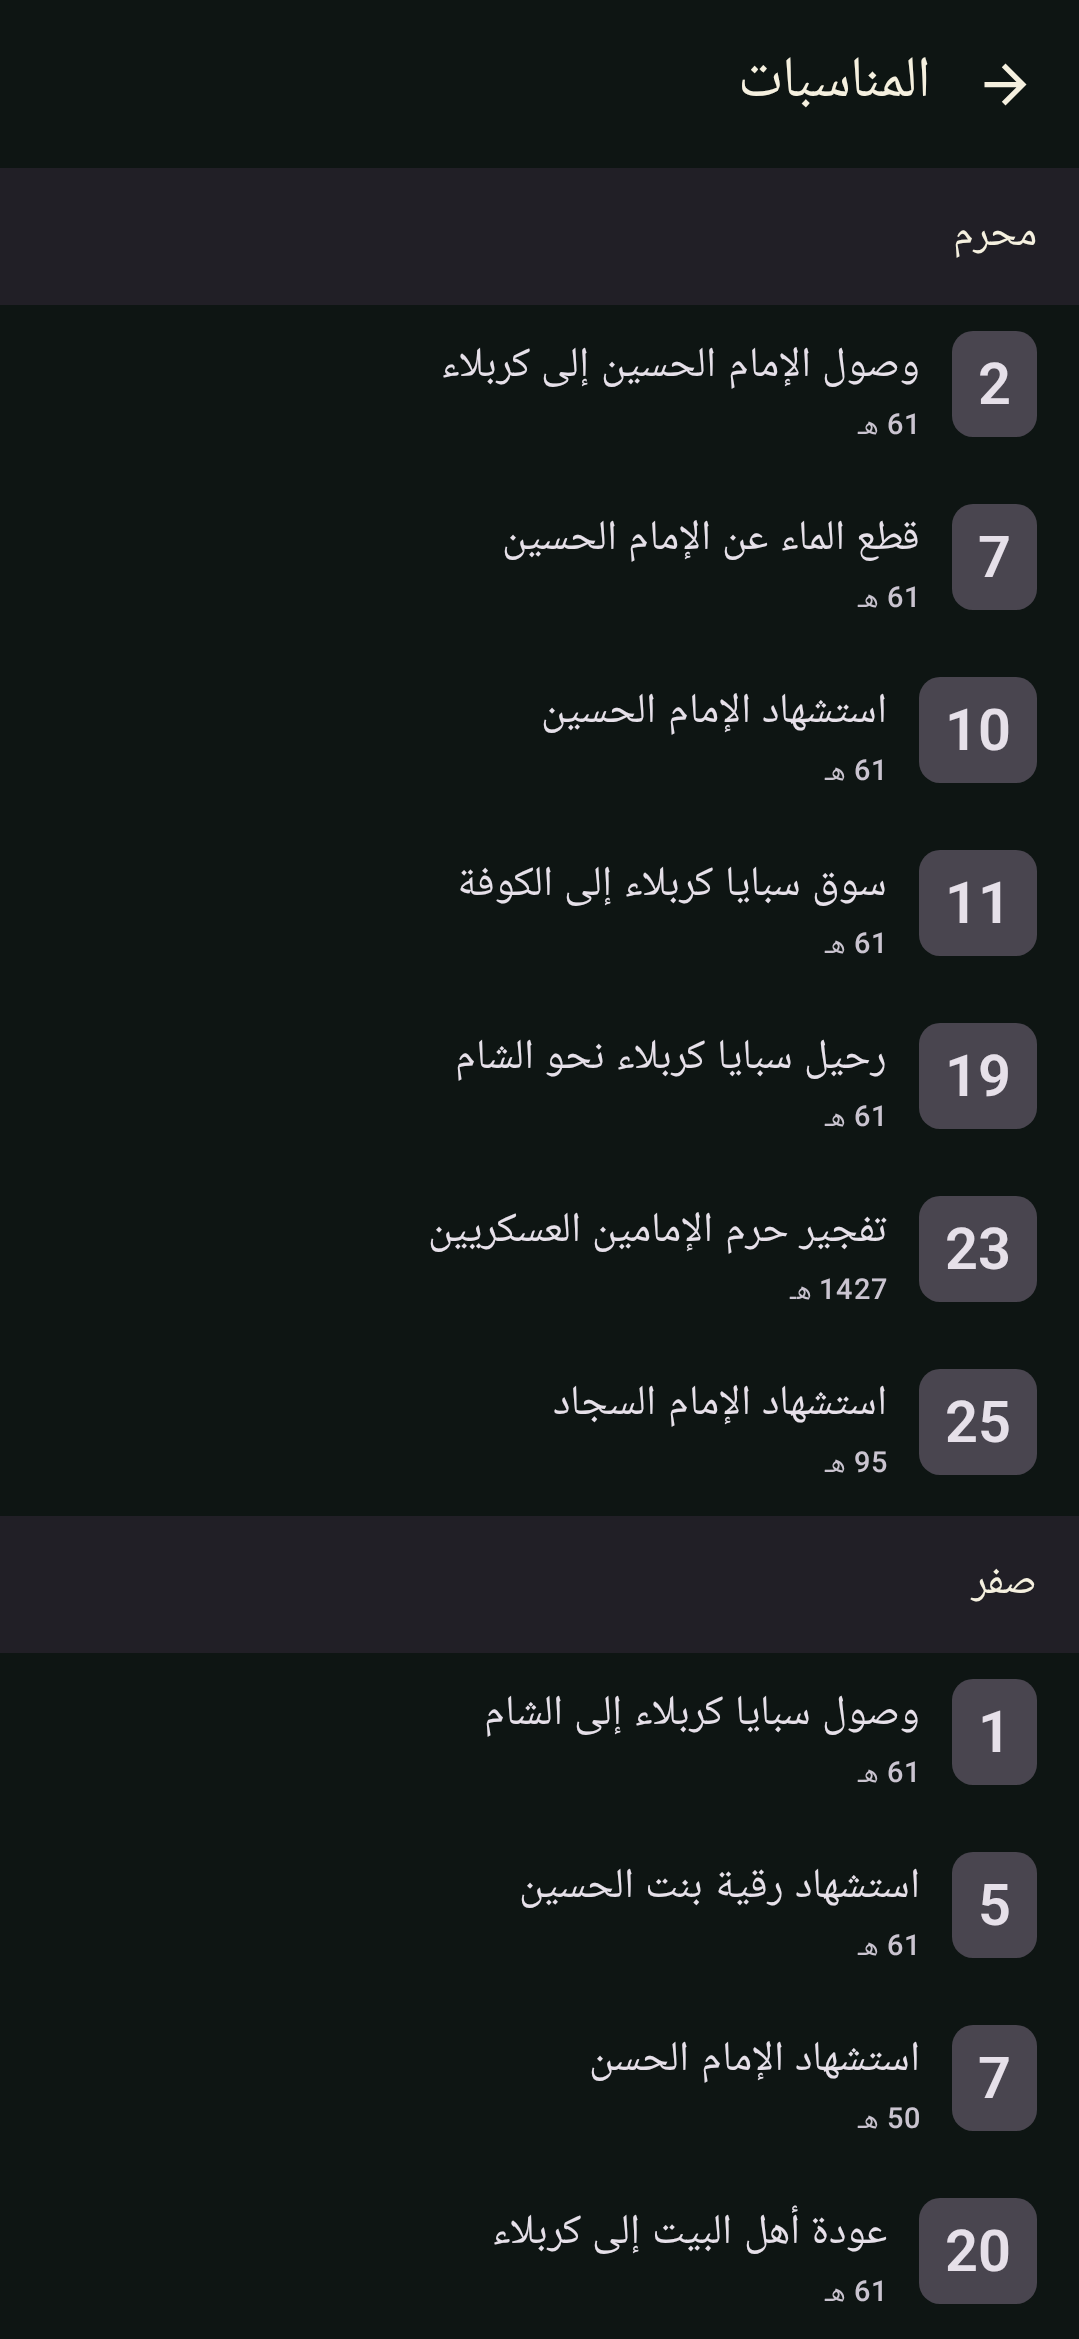 المناسبات
محرم
2
وصول الإمام الحسين إلى كربلاء
61 هـ
7
قطع الماء عن الإمام الحسين
61 هـ
10
استشهاد الإمام الحسين
61 هـ
11
سوق سبايا كربلاء إلى الكوفة
61 هـ
19
رحيل سبايا كربلاء نحو الشام
61 هـ
23
تفجير حرم الإمامين العسكريين
1427 هـ
25
استشهاد الإمام السجاد
95 هـ
صفر
1
وصول سبايا كربلاء إلى الشام
61 هـ
5
استشهاد رقية بنت الحسين
61 هـ
7
استشهاد الإمام الحسن
50 هـ
20
عودة أهل البيت إلى كربلاء
61 هـ